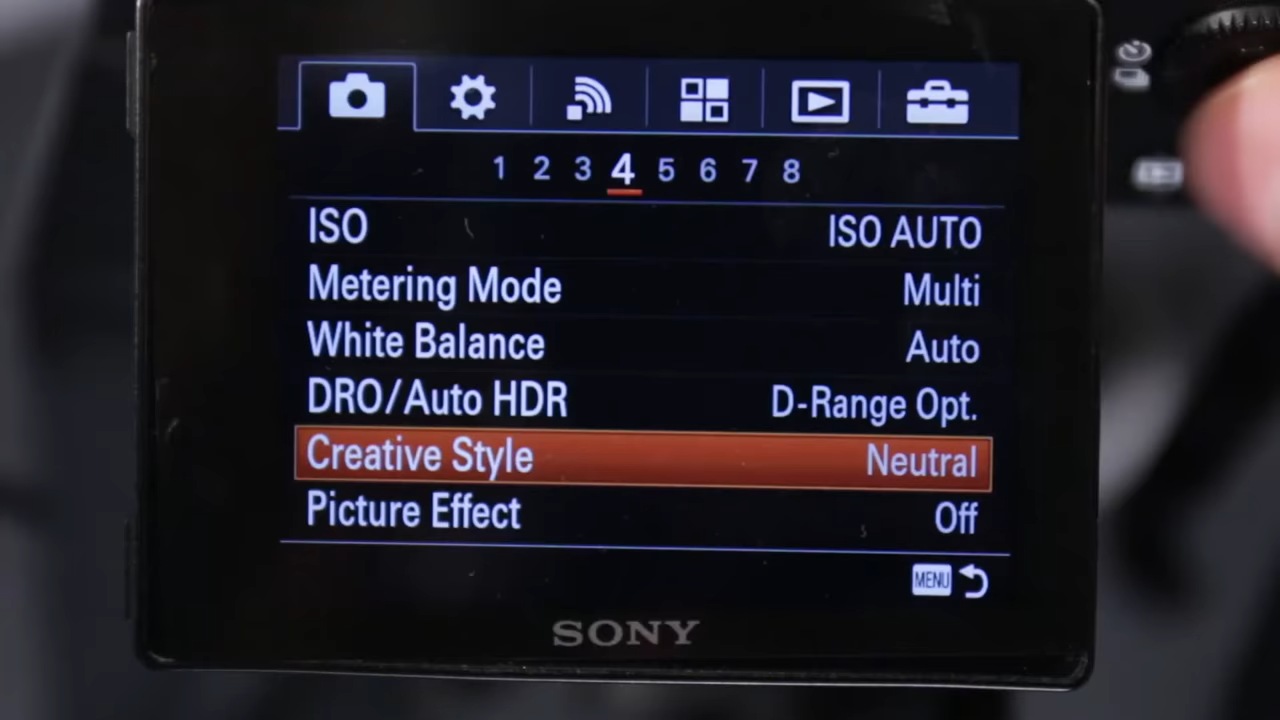 1 2 3 4 5 6 7 8
ISO ISO AUTO
Metering Mode Multi
White Balance Auto
DRO/Auto HDR D-Range Opt.
Creative Style Neutral
Picture Effect Off
MENU
SONY